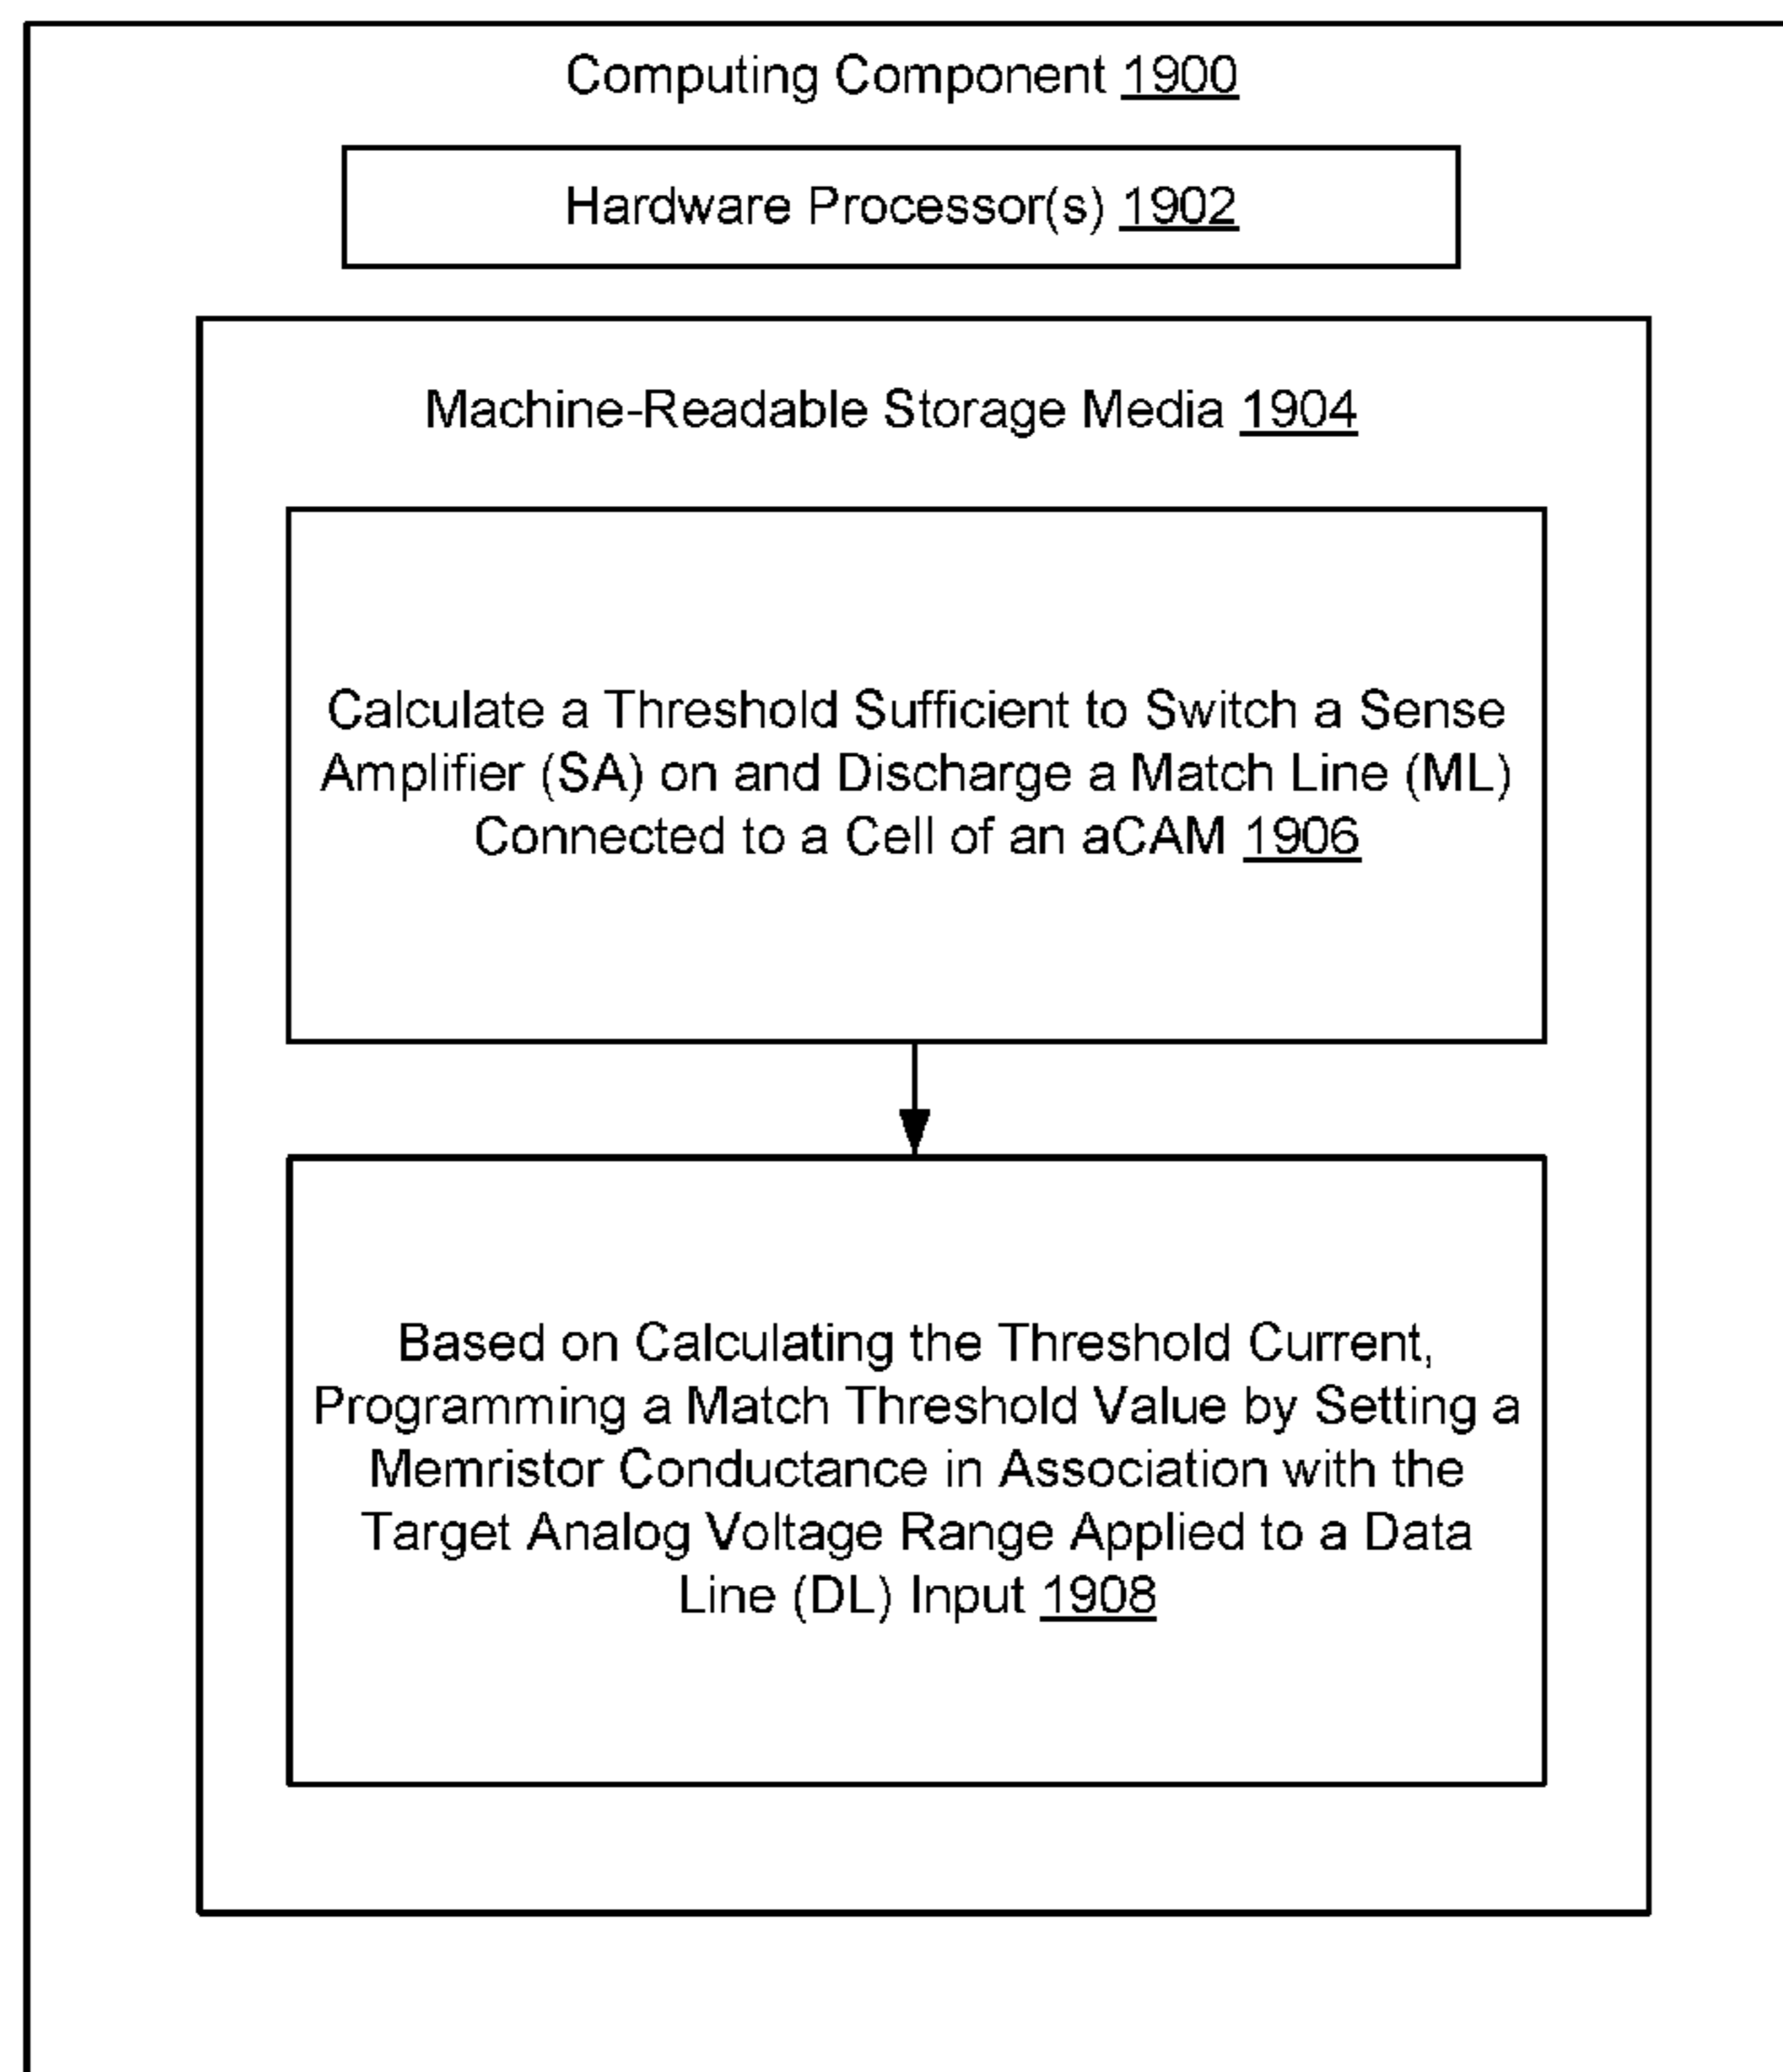 Computing Component 1900
Hardware Processor(s) 1902
Machine-Readable Storage Media 1904
Calculate a Threshold Sufficient to Switch a Sense
Amplifier (SA) on and Discharge a Match Line (ML)
Connected to a Cell of an aCAM 1906
Based on Calculating the Threshold Current,
Programming a Match Threshold Value by Setting a
Memristor Conductance in Association with the
Target Analog Voltage Range Applied to a Data
Line (DL) Input 1908